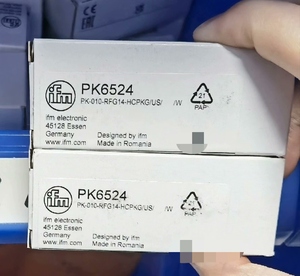 ifm
PK6524
PK-010-RFG14-HCPKG/US/ /W
21
PAP
ifm electronic
45128 Essen
Germany
www.ifm.com
Designed by ifm
Made in Romania
ifm
PK6524
PK-010-RFG14-HCPKG/US/ /W
21
PAP
ifm electronic
45128 Essen
Germany
www.ifm.com
Designed by ifm
Made in Romania